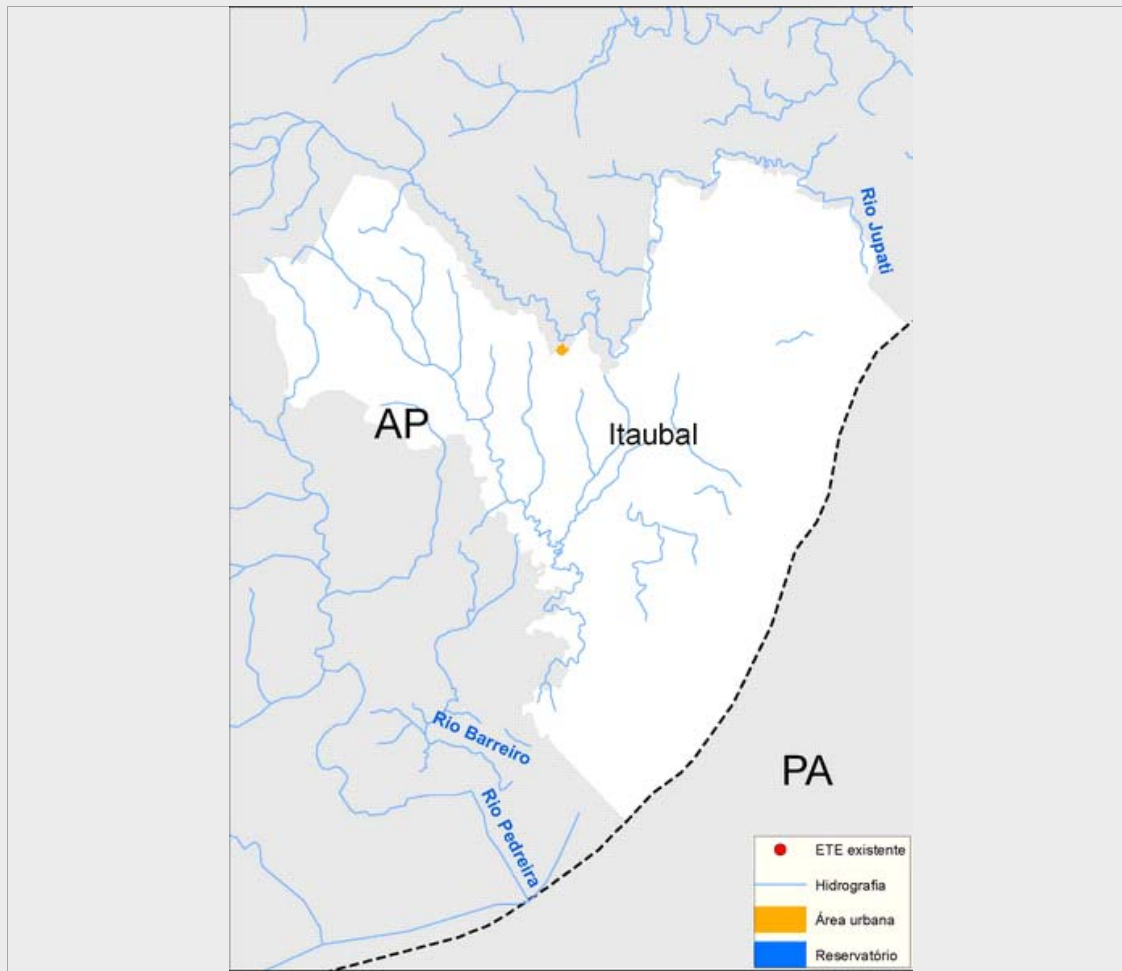 Rio Jupati
AP
Itaubal
Rio Barreiro
PA
Rio Pedreira
ETE existente
Hidrografia
Área urbana
Reservatório